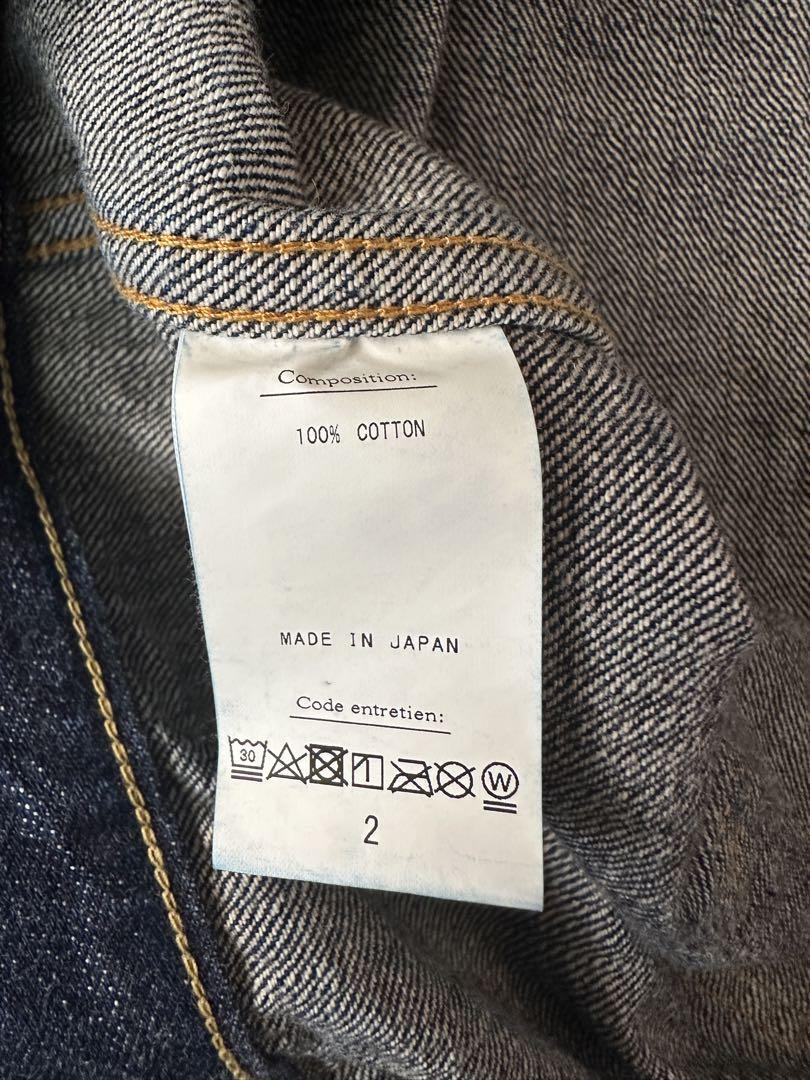 Composition:
100% COTTON
MADE IN JAPAN
Code entretien:
30 W
2